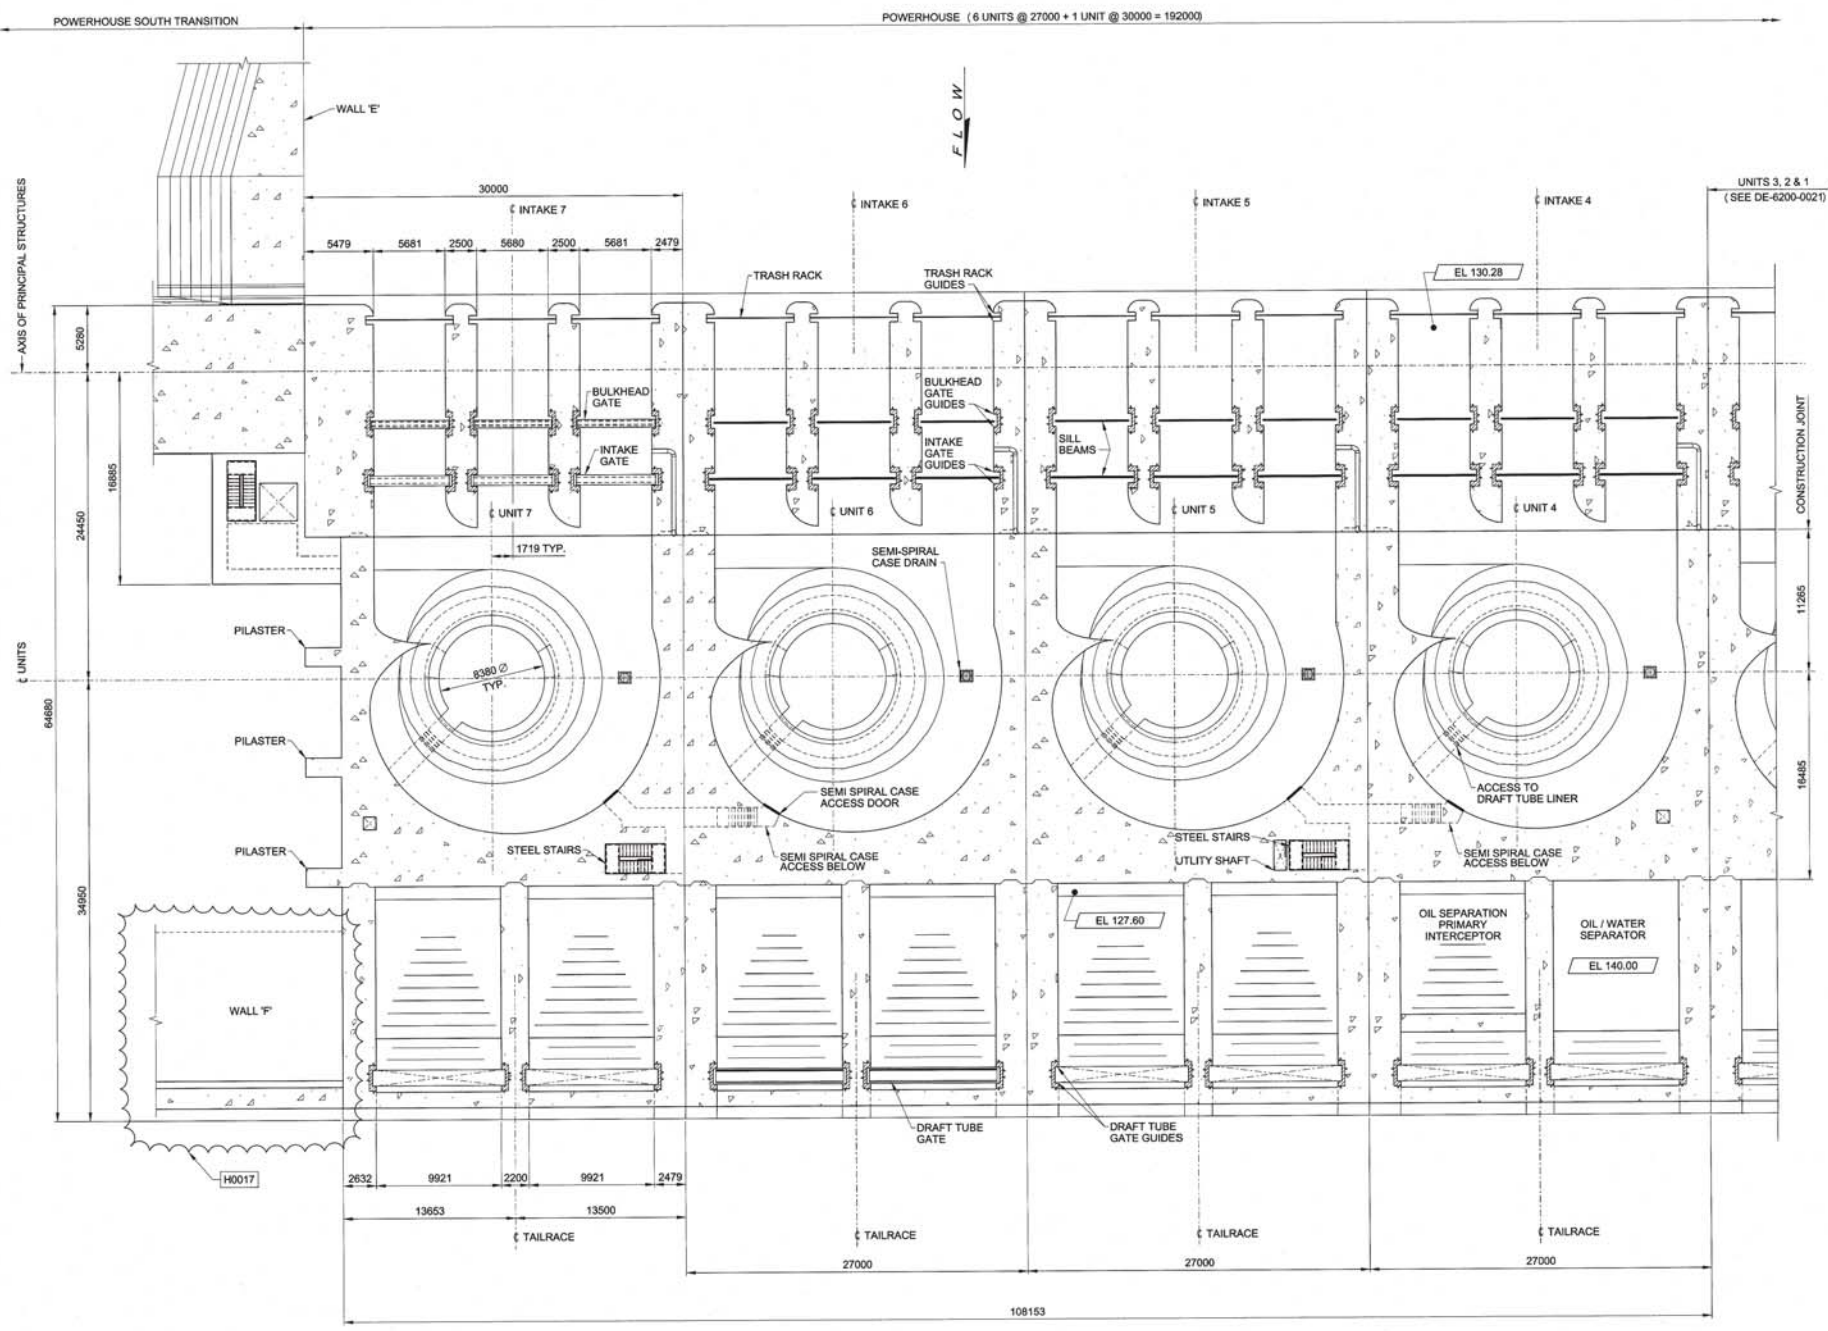 POWERHOUSE SOUTH TRANSITION
POWERHOUSE ( 6 UNITS @ 27000 + 1 UNIT @ 30000 = 192000)
WALL 'E'
FLOW
AXIS OF PRINCIPAL STRUCTURES
30000
℄ INTAKE 7
℄ INTAKE 6
℄ INTAKE 5
℄ INTAKE 4
UNITS 3, 2 & 1
( SEE DE-6200-0021)
5479
5681
2500
5680
2500
5681
2479
TRASH RACK
TRASH RACK
GUIDES
EL 130.28
5280
BULKHEAD
GATE
BULKHEAD
GATE
GUIDES
INTAKE
GATE
INTAKE
GATE
GUIDES
SILL
BEAMS
CONSTRUCTION JOINT
16885
24450
℄ UNIT 7
℄ UNIT 6
℄ UNIT 5
℄ UNIT 4
1719 TYP.
SEMI-SPIRAL
CASE DRAIN
11265
PILASTER
℄ UNITS
8380 Ø
TYP.
64680
PILASTER
16485
SEMI SPIRAL CASE
ACCESS DOOR
ACCESS TO
DRAFT TUBE LINER
PILASTER
STEEL STAIRS
SEMI SPIRAL CASE
ACCESS BELOW
STEEL STAIRS
UTLITY SHAFT
SEMI SPIRAL CASE
ACCESS BELOW
34950
EL 127.60
OIL SEPARATION
PRIMARY
INTERCEPTOR
OIL / WATER
SEPARATOR
EL 140.00
WALL 'F'
DRAFT TUBE
GATE
DRAFT TUBE
GATE GUIDES
H0017
2632
9921
2200
9921
2479
13653
13500
℄ TAILRACE
℄ TAILRACE
℄ TAILRACE
℄ TAILRACE
27000
27000
27000
108153